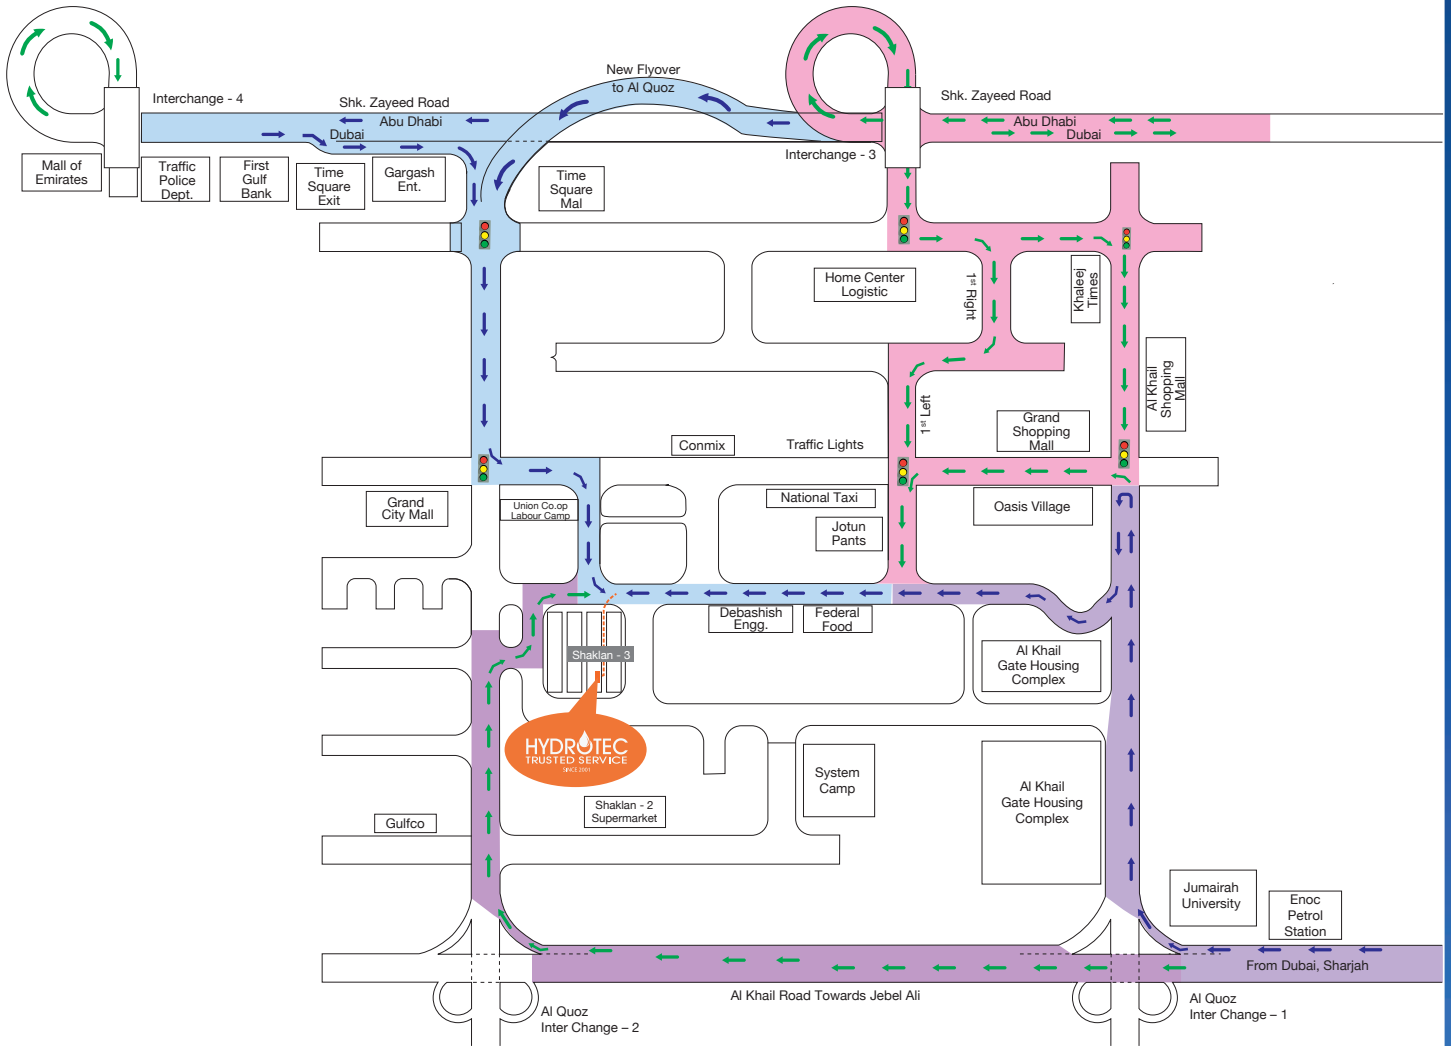 New Flyover
to Al Quoz
Interchange - 4
Shk. Zayeed Road
Abu Dhabi
Dubai
Shk. Zayeed Road
Abu Dhabi
Dubai
Interchange - 3
Mall of
Emirates
Traffic
Police
Dept.
First
Gulf
Bank
Time
Square
Exit
Gargash
Ent.
Time
Square
Mal
Home Center
Logistic
1st Right
Khaleej
Times
Al Khail
Shopping
Mall
1st Left
Grand
Shopping
Mall
Conmix
Traffic Lights
Grand
City Mall
Union Co.op
Labour Camp
National Taxi
Jotun
Pants
Oasis Village
Debashish
Engg.
Federal
Food
Shaklan - 3
Al Khail
Gate Housing
Complex
HYDROTEC
TRUSTED SERVICE
SINCE 2001
System
Camp
Al Khail
Gate Housing
Complex
Shaklan - 2
Supermarket
Gulfco
Jumairah
University
Enoc
Petrol
Station
From Dubai, Sharjah
Al Khail Road Towards Jebel Ali
Al Quoz
Inter Change – 2
Al Quoz
Inter Change – 1